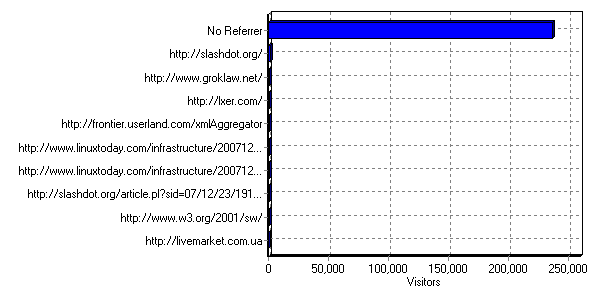 No Referrer
http://slashdot.org/
http://www.groklaw.net/
http://lxer.com/
http://frontier.userland.com/xmlAggregator
http://www.linuxtoday.com/infrastructure/200712...
http://www.linuxtoday.com/infrastructure/200712...
http://slashdot.org/article.pl?sid=07/12/23/191...
http://www.w3.org/2001/sw/
http://livemarket.com.ua
0 50,000 100,000 150,000 200,000 250,000
Visitors